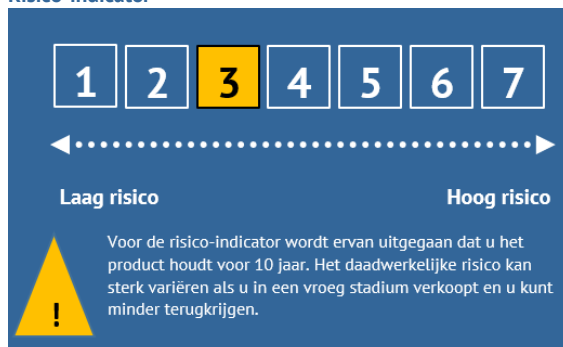 Risico-indicator
1 2 3 4 5 6 7
Laag risico Hoog risico
Voor de risico-indicator wordt ervan uitgegaan dat u het
product houdt voor 10 jaar. Het daadwerkelijke risico kan
sterk variëren als u in een vroeg stadium verkoopt en u kunt
minder terugkrijgen.
!